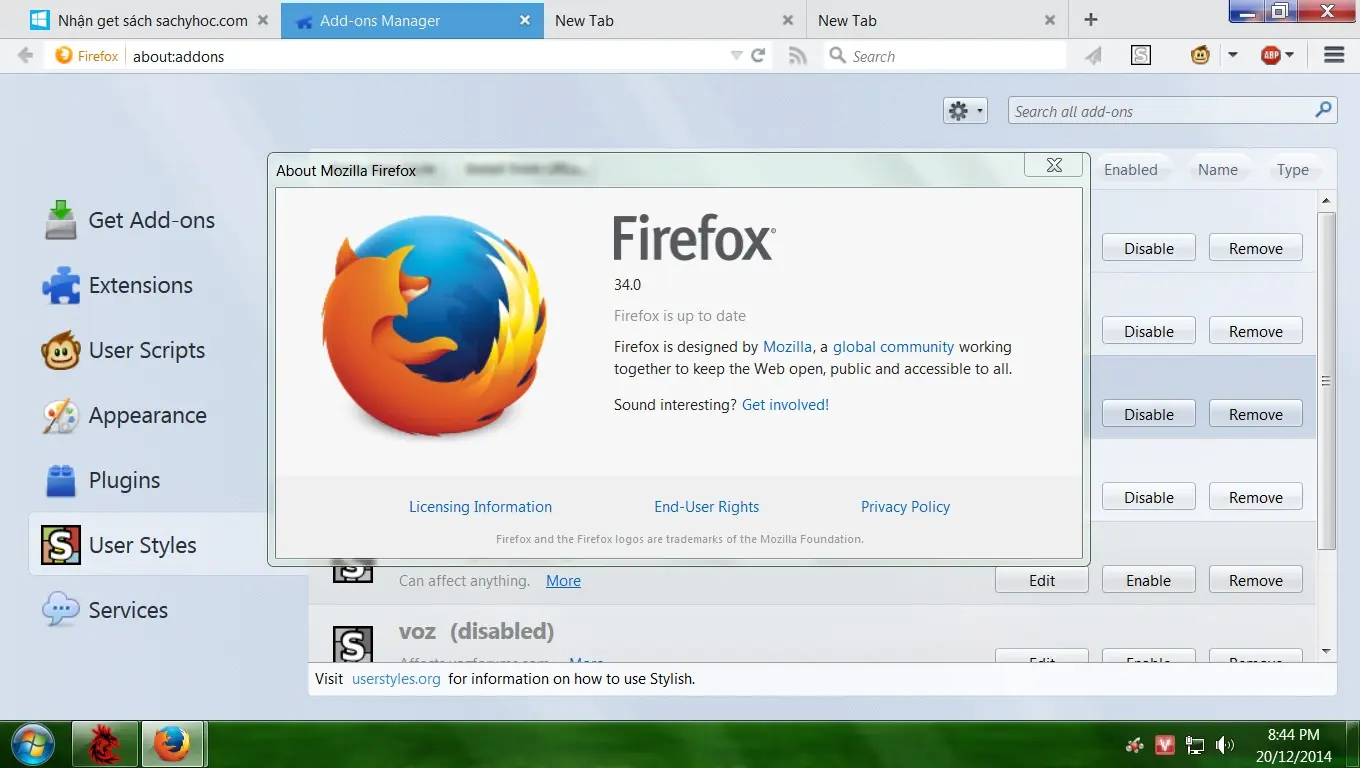 Nhận get sách sachyhoc.com
Add-ons Manager
New Tab
New Tab
Firefox
about:addons
Search
S
ABP
Search all add-ons
About Mozilla Firefox
Enabled
Name
Type
Get Add-ons
Extensions
User Scripts
Appearance
Plugins
S
User Styles
Services
Firefox
34.0
Firefox is up to date
Firefox is designed by Mozilla, a global community working
together to keep the Web open, public and accessible to all.
Sound interesting? Get involved!
Licensing Information
End-User Rights
Privacy Policy
Firefox and the Firefox logos are trademarks of the Mozilla Foundation.
Disable
Remove
Disable
Remove
Disable
Remove
Disable
Remove
S
Can affect anything. More
Edit
Enable
Remove
S
voz (disabled)
More
Edit
Enable
Remove
Visit userstyles.org for information on how to use Stylish.
V
8:44 PM
20/12/2014